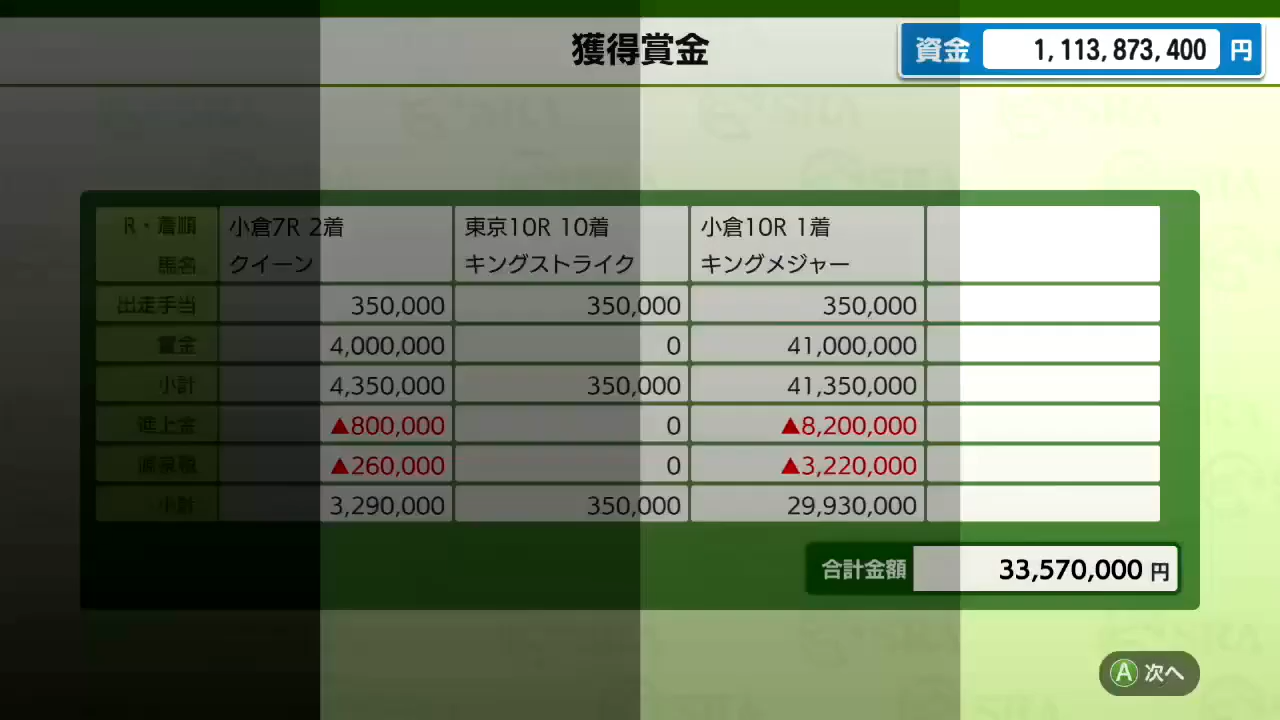 獲得賞金
資金 1,113,873,400 円
R・着順 小倉7R 2着 東京10R 10着 小倉10R 1着
馬名 クイーン キングストライク キングメジャー
出走手当 350,000 350,000 350,000
賞金 4,000,000 0 41,000,000
小計 4,350,000 350,000 41,350,000
進上金 ▲800,000 0 ▲8,200,000
源泉税 ▲260,000 0 ▲3,220,000
小計 3,290,000 350,000 29,930,000
合計金額 33,570,000 円
A 次へ